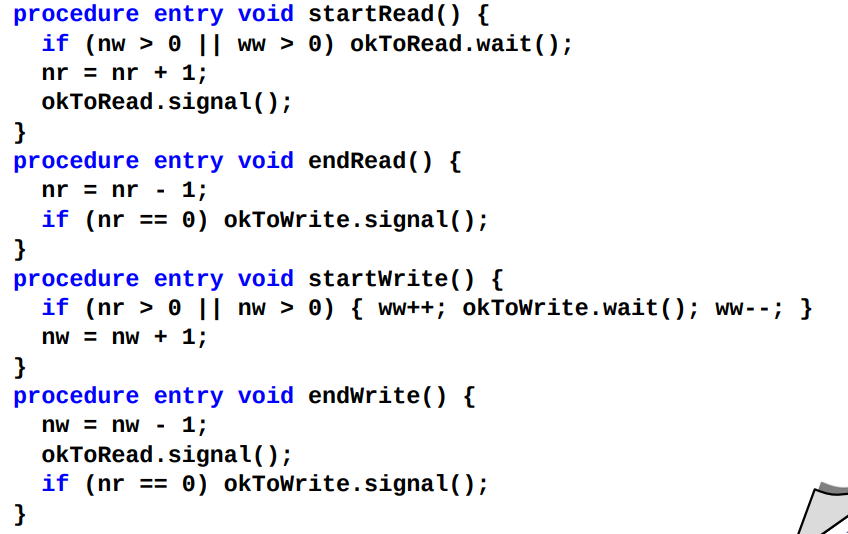 procedure entry void startRead() {
  if (nw > 0 || ww > 0) okToRead.wait();
  nr = nr + 1;
  okToRead.signal();
}
procedure entry void endRead() {
  nr = nr - 1;
  if (nr == 0) okToWrite.signal();
}
procedure entry void startWrite() {
  if (nr > 0 || nw > 0) { ww++; okToWrite.wait(); ww--; }
  nw = nw + 1;
}
procedure entry void endWrite() {
  nw = nw - 1;
  okToRead.signal();
  if (nr == 0) okToWrite.signal();
}